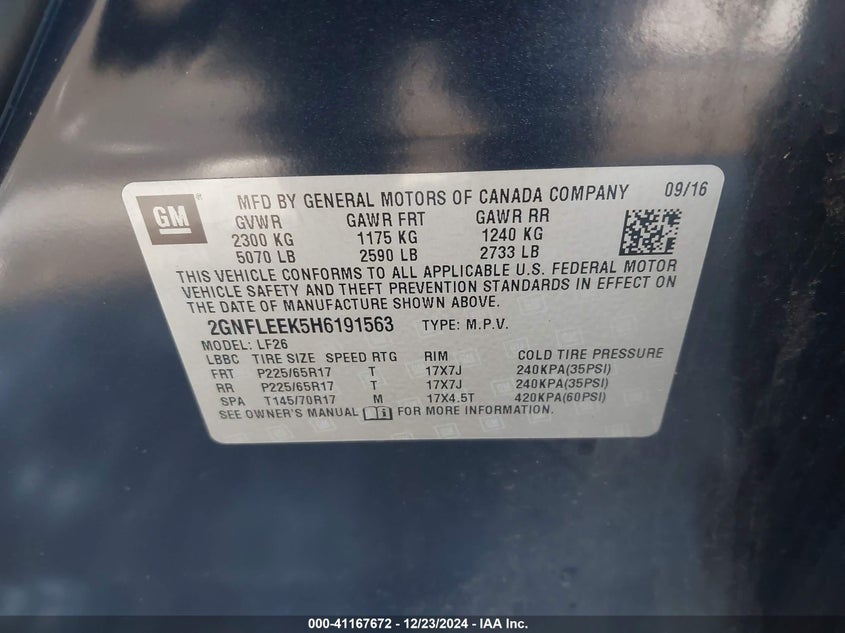 GM
MFD BY GENERAL MOTORS OF CANADA COMPANY 09/16
GVWR GAWR FRT GAWR RR
2300 KG 1175 KG 1240 KG
5070 LB 2590 LB 2733 LB
THIS VEHICLE CONFORMS TO ALL APPLICABLE U.S. FEDERAL MOTOR
VEHICLE SAFETY AND THEFT PREVENTION STANDARDS IN EFFECT ON
THE DATE OF MANUFACTURE SHOWN ABOVE.
2GNFLEEK5H6191563 TYPE: M.P.V.
MODEL: LF26
LBBC TIRE SIZE SPEED RTG RIM COLD TIRE PRESSURE
FRT P225/65R17 T 17X7J 240KPA(35PSI)
RR P225/65R17 T 17X7J 240KPA(35PSI)
SPA T145/70R17 M 17X4.5T 420KPA(60PSI)
SEE OWNER'S MANUAL FOR MORE INFORMATION.
000-41167672 - 12/23/2024 - IAA Inc.